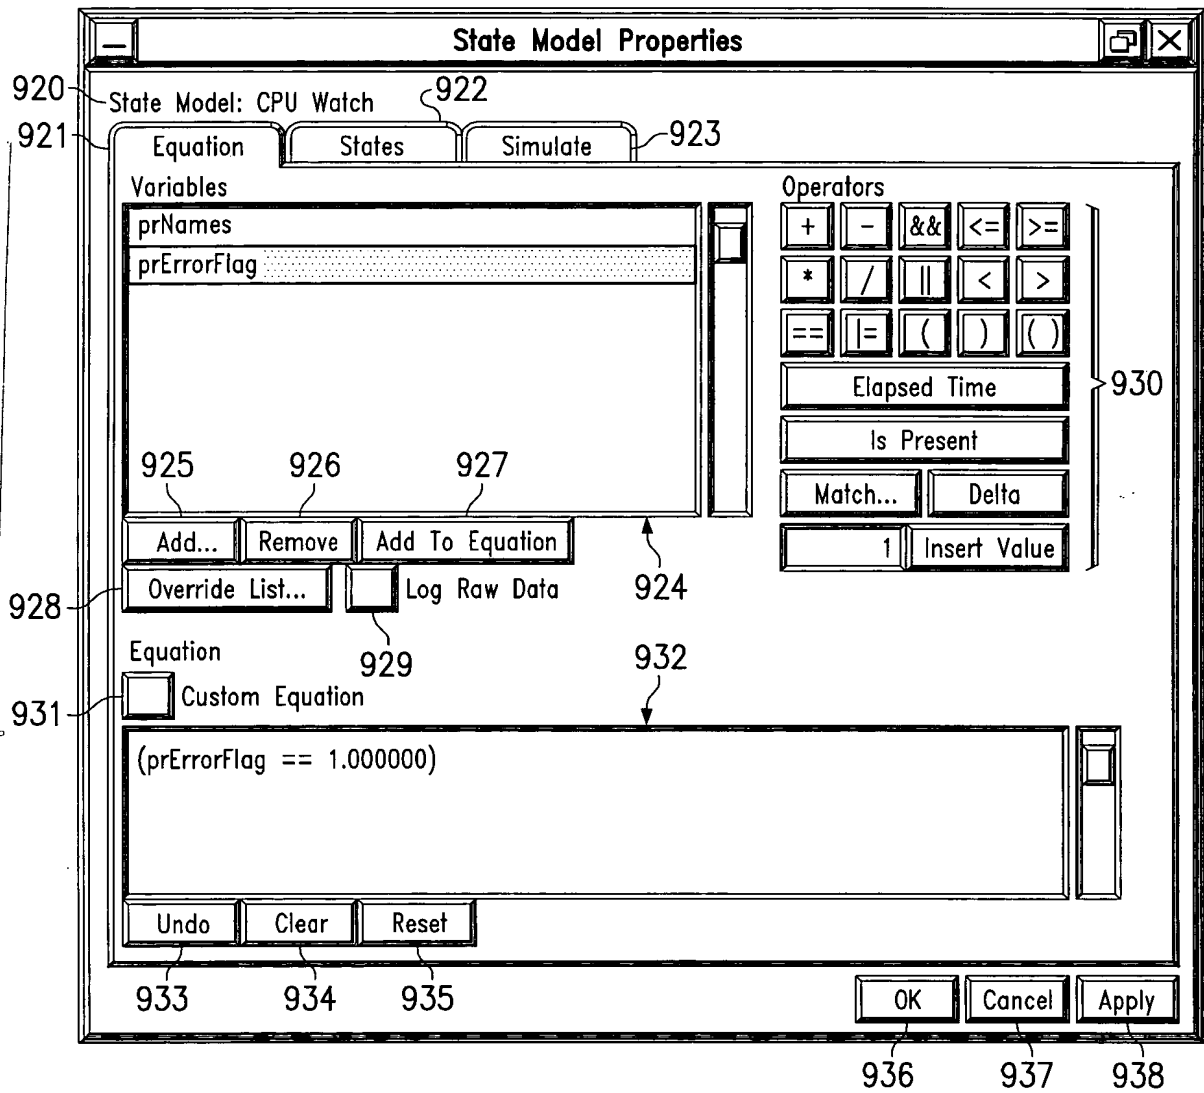 State Model Properties
920
State Model: CPU Watch
922
921
Equation
States
Simulate
923
Variables
Operators
prNames
prErrorFlag
+ - && <= >=
* / || < >
== |= ( ) ( )
Elapsed Time
930
Is Present
Match...
Delta
1
Insert Value
925
926
927
Add...
Remove
Add To Equation
928
Override List...
Log Raw Data
924
929
Equation
932
931
Custom Equation
(prErrorFlag == 1.000000)
Undo
Clear
Reset
933
934
935
OK
Cancel
Apply
936
937
938